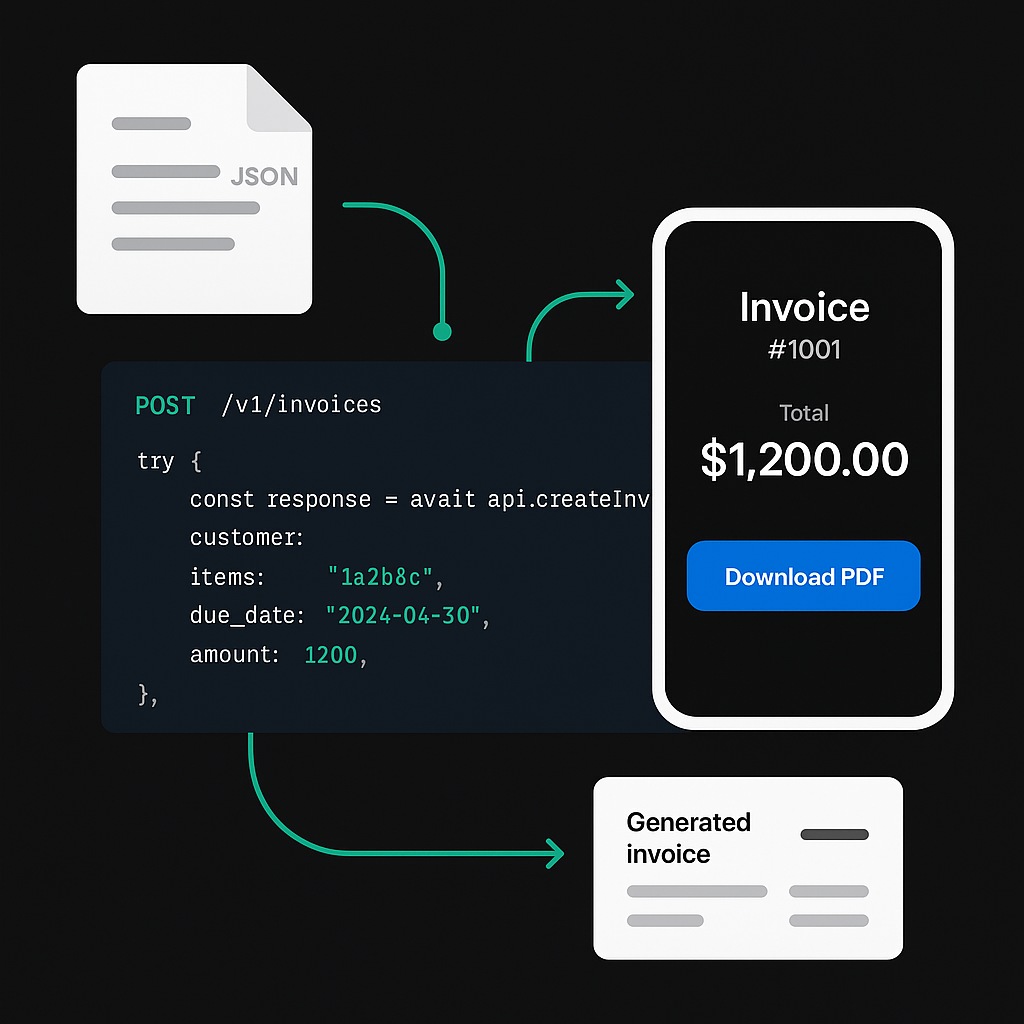 JSON
POST /v1/invoices
try {
const response = avait api.createInv
customer:
items: "1a2b8c",
due_date: "2024-04-30",
amount: 1200,
},
Invoice
#1001
Total
$1,200.00
Download PDF
Generated
invoice